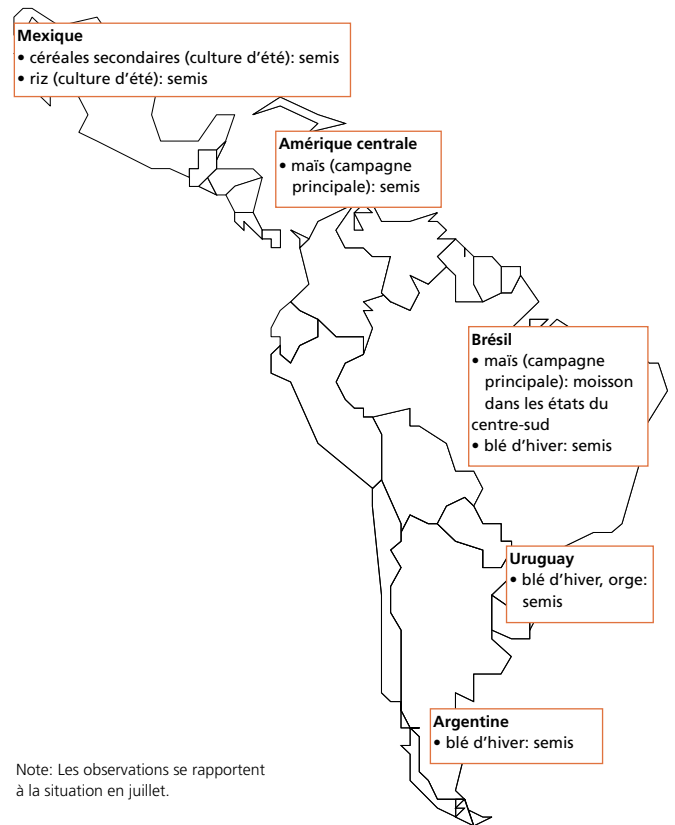 Mexique
• céréales secondaires (culture d'été): semis
• riz (culture d'été): semis
Amérique centrale
• maïs (campagne
principale): semis
Brésil
• maïs (campagne
principale): moisson
dans les états du
centre-sud
• blé d'hiver: semis
Uruguay
• blé d'hiver, orge:
semis
Argentine
• blé d'hiver: semis
Note: Les observations se rapportent
à la situation en juillet.